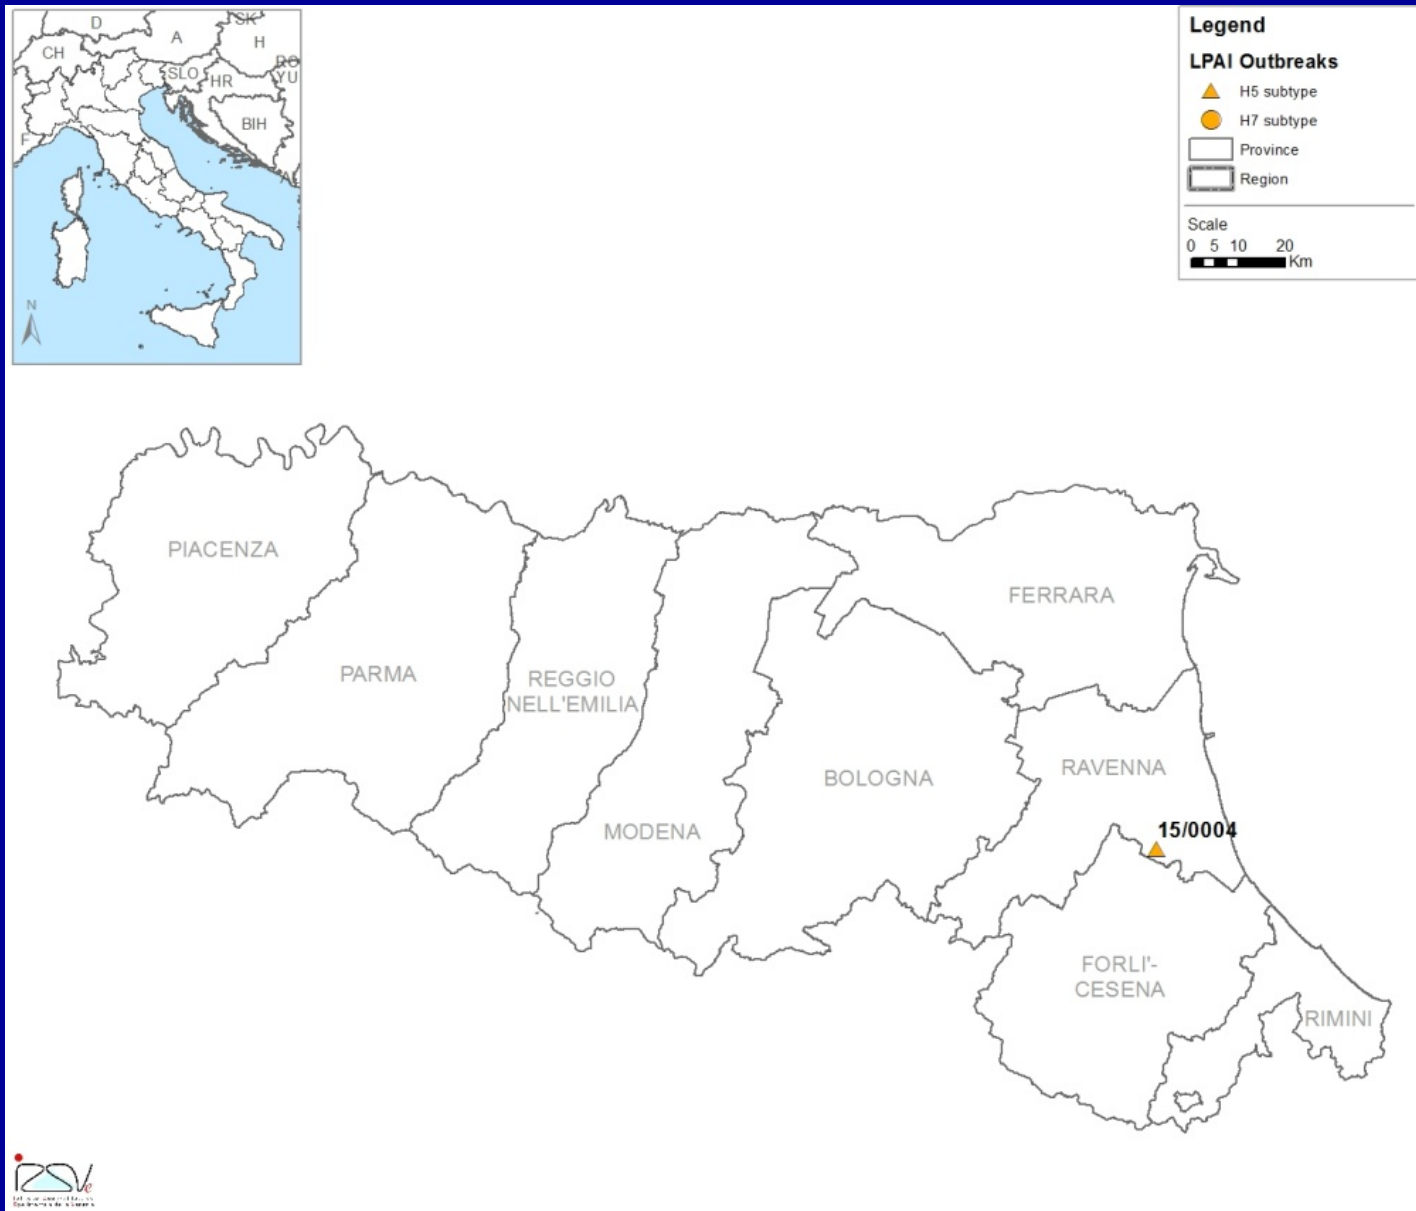 D
SK
A
H
CH
RO
SLO
HR
YU
BIH
F
AL
N
Legend
LPAI Outbreaks
H5 subtype
H7 subtype
Province
Region
Scale
0 5 10 20
Km
PIACENZA
FERRARA
PARMA
REGGIO
NELL'EMILIA
RAVENNA
BOLOGNA
MODENA
15/0004
FORLI'-
CESENA
RIMINI